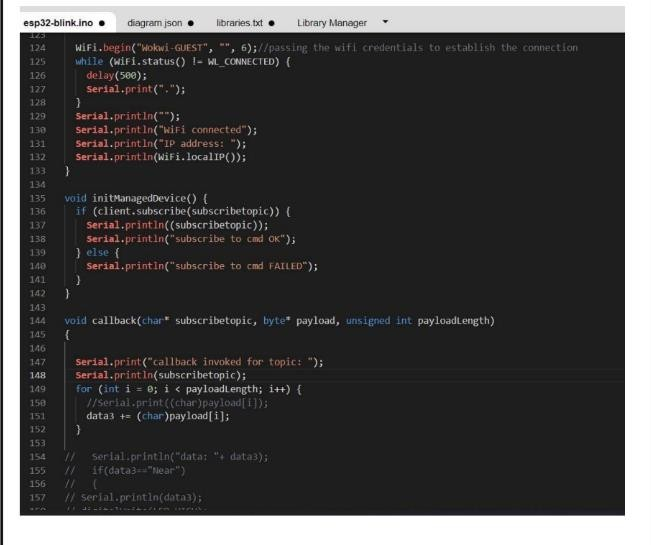 esp32-blink.ino ● diagram.json ● libraries.txt ● Library Manager ▼
123
124 WiFi.begin("Wokwi-GUEST", "", 6);//passing the wifi credentials to establish the connection
125 while (WiFi.status() != WL_CONNECTED) {
126 delay(500);
127 Serial.print(".");
128 }
129 Serial.println("");
130 Serial.println("WiFi connected");
131 Serial.println("IP address: ");
132 Serial.println(WiFi.localIP());
133 }
134
135 void initManagedDevice() {
136 if (client.subscribe(subscribetopic)) {
137 Serial.println((subscribetopic));
138 Serial.println("subscribe to cmd OK");
139 } else {
140 Serial.println("subscribe to cmd FAILED");
141 }
142 }
143
144 void callback(char* subscribetopic, byte* payload, unsigned int payloadLength)
145 {
146
147 Serial.print("callback invoked for topic: ");
148 Serial.println(subscribetopic);
149 for (int i = 0; i < payloadLength; i++) {
150 //Serial.print((char)payload[i]);
151 data3 += (char)payload[i];
152 }
153
154 // Serial.println("data: "+ data3);
155 // if(data3=="Near")
156 // {
157 // Serial.println(data3);